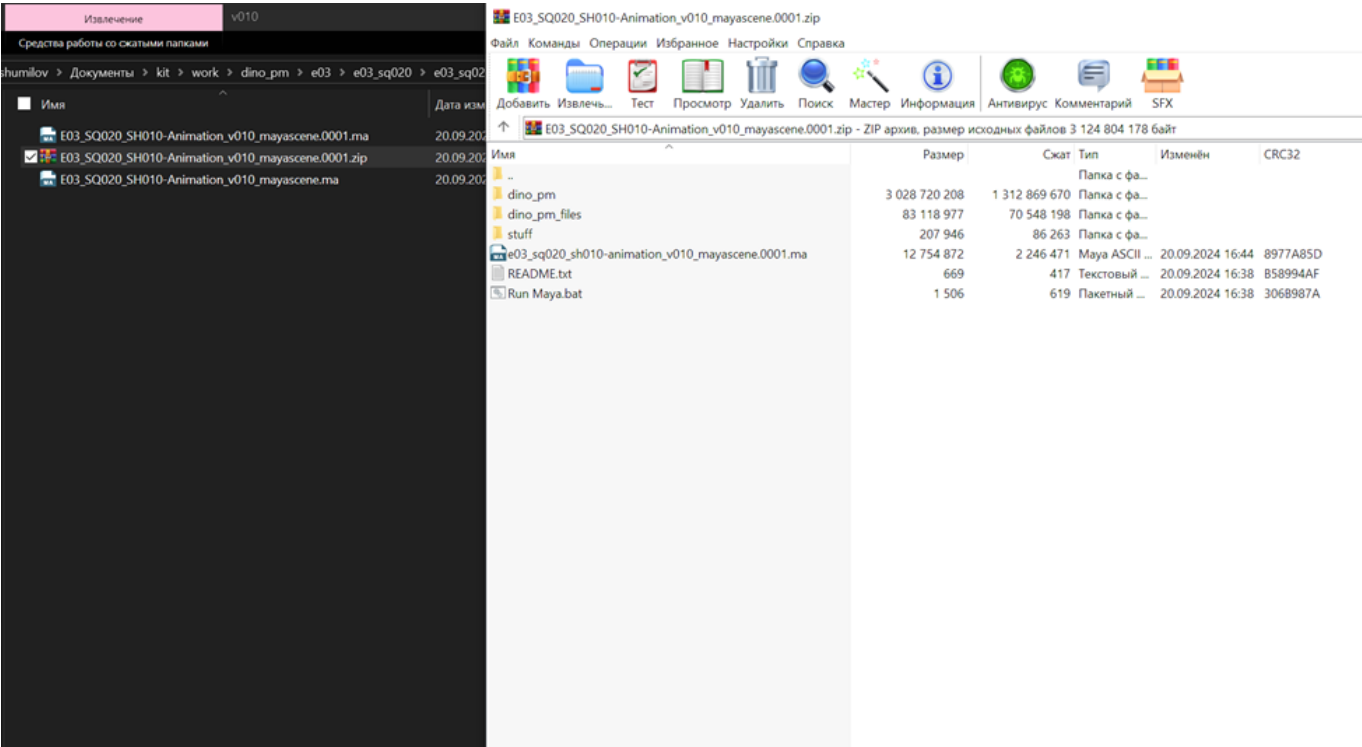 Извлечение
v010
Средства работы со сжатыми папками
shumilov > Документы > kit > work > dino_pm > e03 > e03_sq020 > e03_sq02
Имя
Дата изм
E03_SQ020_SH010-Animation_v010_mayascene.0001.ma
20.09.202
E03_SQ020_SH010-Animation_v010_mayascene.0001.zip
20.09.202
E03_SQ020_SH010-Animation_v010_mayascene.ma
20.09.202
E03_SQ020_SH010-Animation_v010_mayascene.0001.zip
Файл Команды Операции Избранное Настройки Справка
Добавить Извлечь... Тест Просмотр Удалить Поиск Мастер Информация Антивирус Комментарий SFX
E03_SQ020_SH010-Animation_v010_mayascene.0001.zip - ZIP архив, размер исходных файлов 3 124 804 178 байт
Имя Размер Сжат Тип Изменён CRC32
.. Папка с фа...
dino_pm 3 028 720 208 1 312 869 670 Папка с фа...
dino_pm_files 83 118 977 70 548 198 Папка с фа...
stuff 207 946 86 263 Папка с фа...
e03_sq020_sh010-animation_v010_mayascene.0001.ma 12 754 872 2 246 471 Maya ASCII ... 20.09.2024 16:44 8977A85D
README.txt 669 417 Текстовый ... 20.09.2024 16:38 B58994AF
Run Maya.bat 1 506 619 Пакетный ... 20.09.2024 16:38 306B987A